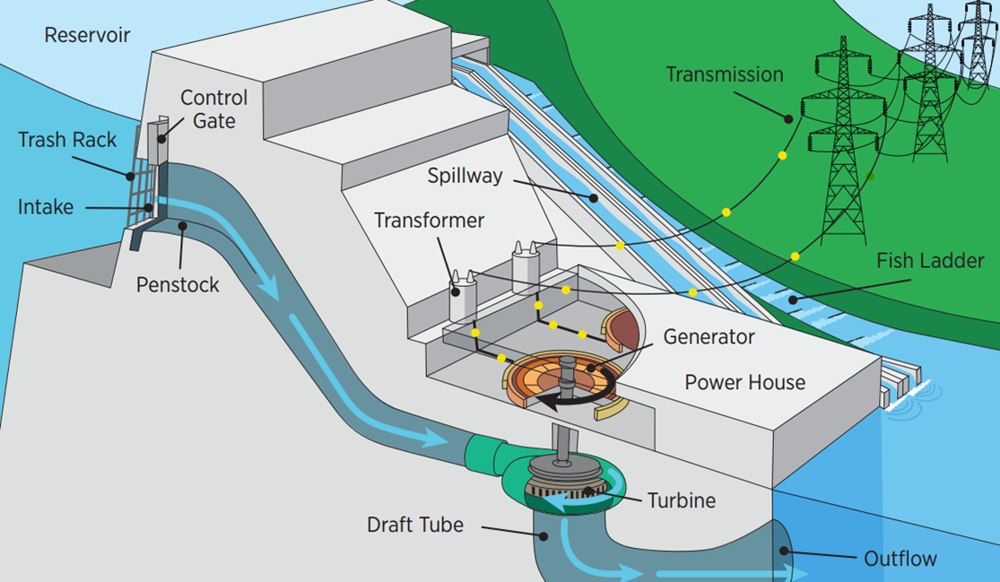 Reservoir
Control
Gate
Trash Rack
Intake
Penstock
Transmission
Spillway
Transformer
Fish Ladder
Generator
Power House
Turbine
Draft Tube
Outflow